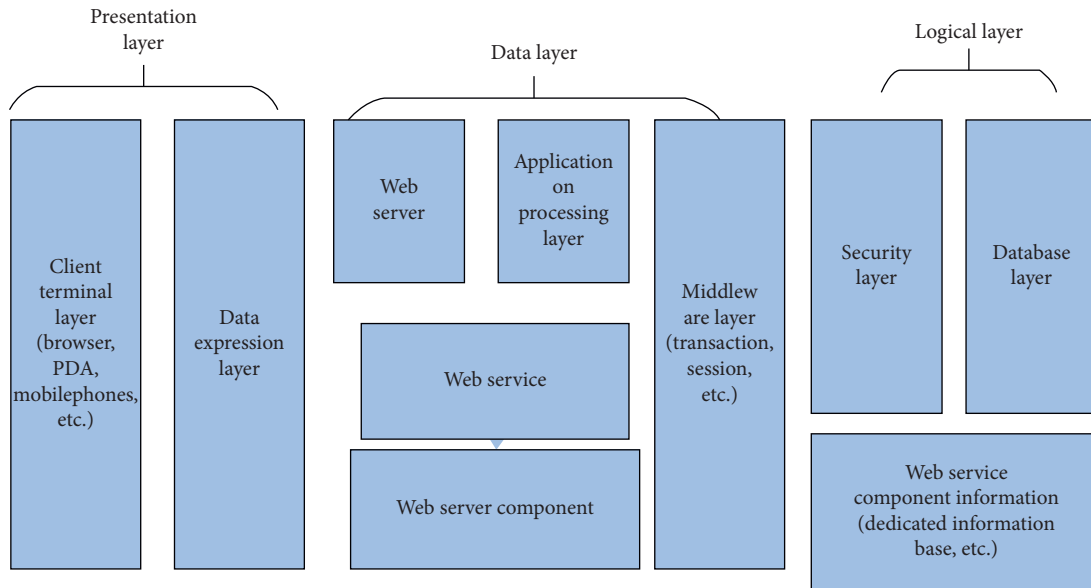 Presentation
layer
Data layer
Logical layer
Client
terminal
layer
(browser,
PDA,
mobilephones,
etc.)
Data
expression
layer
Web
server
Application
on
processing
layer
Web service
Web server component
Middlew
are layer
(transaction,
session,
etc.)
Security
layer
Database
layer
Web service
component information
(dedicated information
base, etc.)